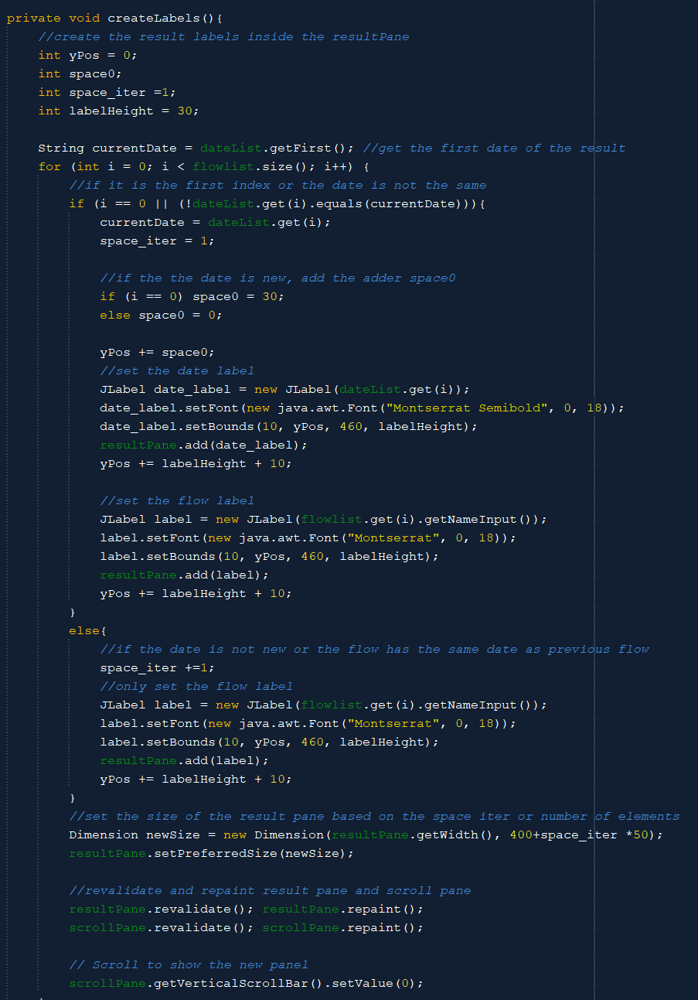 private void createLabels(){
    //create the result labels inside the resultPane
    int yPos = 0;
    int space0;
    int space_iter =1;
    int labelHeight = 30;

    String currentDate = dateList.getFirst(); //get the first date of the result
    for (int i = 0; i < flowlist.size(); i++) {
        //if it is the first index or the date is not the same
        if (i == 0 || (!dateList.get(i).equals(currentDate))){
            currentDate = dateList.get(i);
            space_iter = 1;

            //if the the date is new, add the adder space0
            if (i == 0) space0 = 30;
            else space0 = 0;

            yPos += space0;
            //set the date label
            JLabel date_label = new JLabel(dateList.get(i));
            date_label.setFont(new java.awt.Font("Montserrat Semibold", 0, 18));
            date_label.setBounds(10, yPos, 460, labelHeight);
            resultPane.add(date_label);
            yPos += labelHeight + 10;

            //set the flow label
            JLabel label = new JLabel(flowlist.get(i).getNameInput());
            label.setFont(new java.awt.Font("Montserrat", 0, 18));
            label.setBounds(10, yPos, 460, labelHeight);
            resultPane.add(label);
            yPos += labelHeight + 10;
        }
        else{
            //if the date is not new or the flow has the same date as previous flow
            space_iter +=1;
            //only set the flow label
            JLabel label = new JLabel(flowlist.get(i).getNameInput());
            label.setFont(new java.awt.Font("Montserrat", 0, 18));
            label.setBounds(10, yPos, 460, labelHeight);
            resultPane.add(label);
            yPos += labelHeight + 10;
        }
        //set the size of the result pane based on the space iter or number of elements
        Dimension newSize = new Dimension(resultPane.getWidth(), 400+space_iter *50);
        resultPane.setPreferredSize(newSize);

        //revalidate and repaint result pane and scroll pane
        resultPane.revalidate(); resultPane.repaint();
        scrollPane.revalidate(); scrollPane.repaint();

        // Scroll to show the new panel
        scrollPane.getVerticalScrollBar().setValue(0);